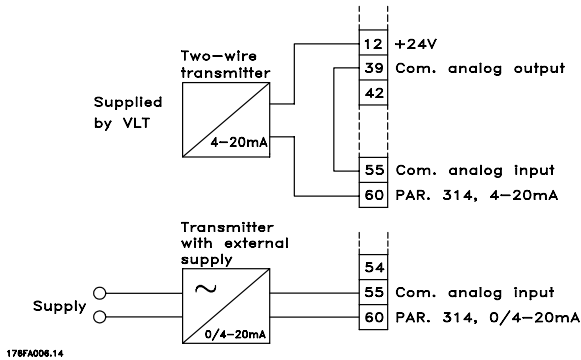 12 +24V
Two-wire
transmitter
39 Com. analog output
42
Supplied
by VLT
4-20mA
55 Com. analog input
60 PAR. 314, 4-20mA
Transmitter
with external
supply
54
~
55 Com. analog input
Supply
60 PAR. 314, 0/4-20mA
0/4-20mA
176FA006.14